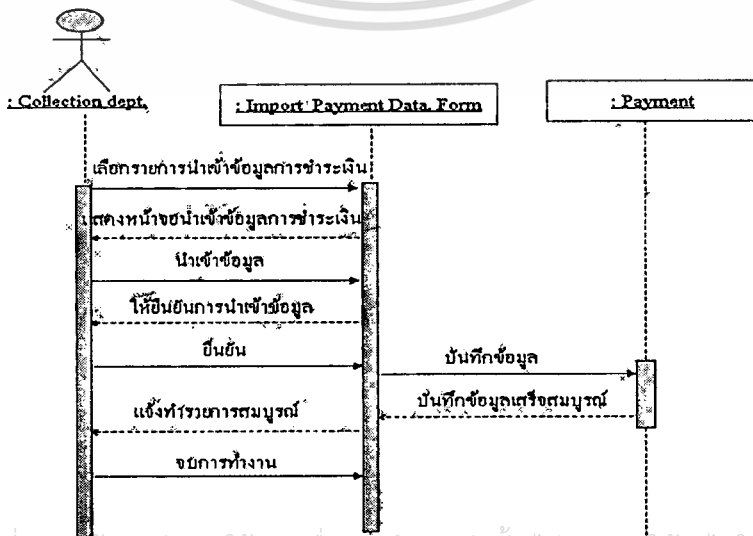 : Collection dept.
: Import Payment Data Form
: Payment
เลือกรายการนำเข้าข้อมูลการชำระเงิน
แสดงหน้าจอนำเข้าข้อมูลการชำระเงิน
นำเข้าข้อมูล
ให้ยืนยันการนำเข้าข้อมูล
ยืนยัน
บันทึกข้อมูล
บันทึกข้อมูลเสร็จสมบูรณ์
แจ้งทำรายการสมบูรณ์
จบการทำงาน